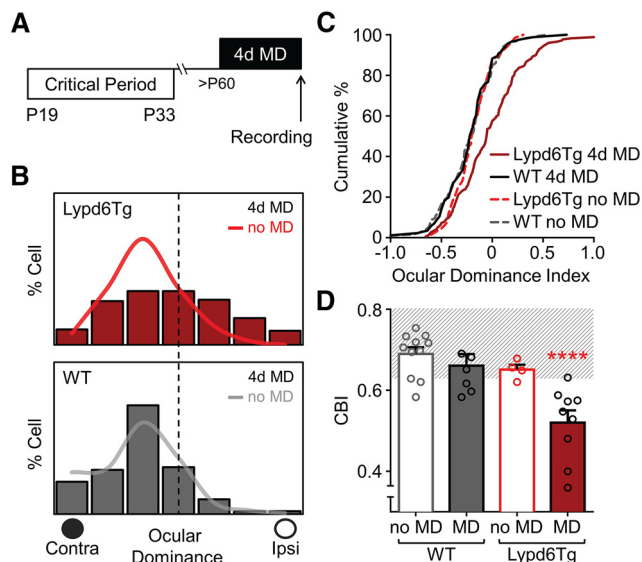 A
4d MD
Critical Period
>P60
P19
P33
Recording
B
Lypd6Tg
4d MD
no MD
% Cell
WT
4d MD
no MD
% Cell
Contra
Ocular
Dominance
Ipsi
C
Cumulative %
100
80
60
40
20
0
Lypd6Tg 4d MD
WT 4d MD
Lypd6Tg no MD
WT no MD
-1.0
-0.5
0
0.5
1.0
Ocular Dominance Index
D
CBI
0.8
0.6
0.4
****
no MD
MD
no MD
MD
WT
Lypd6Tg